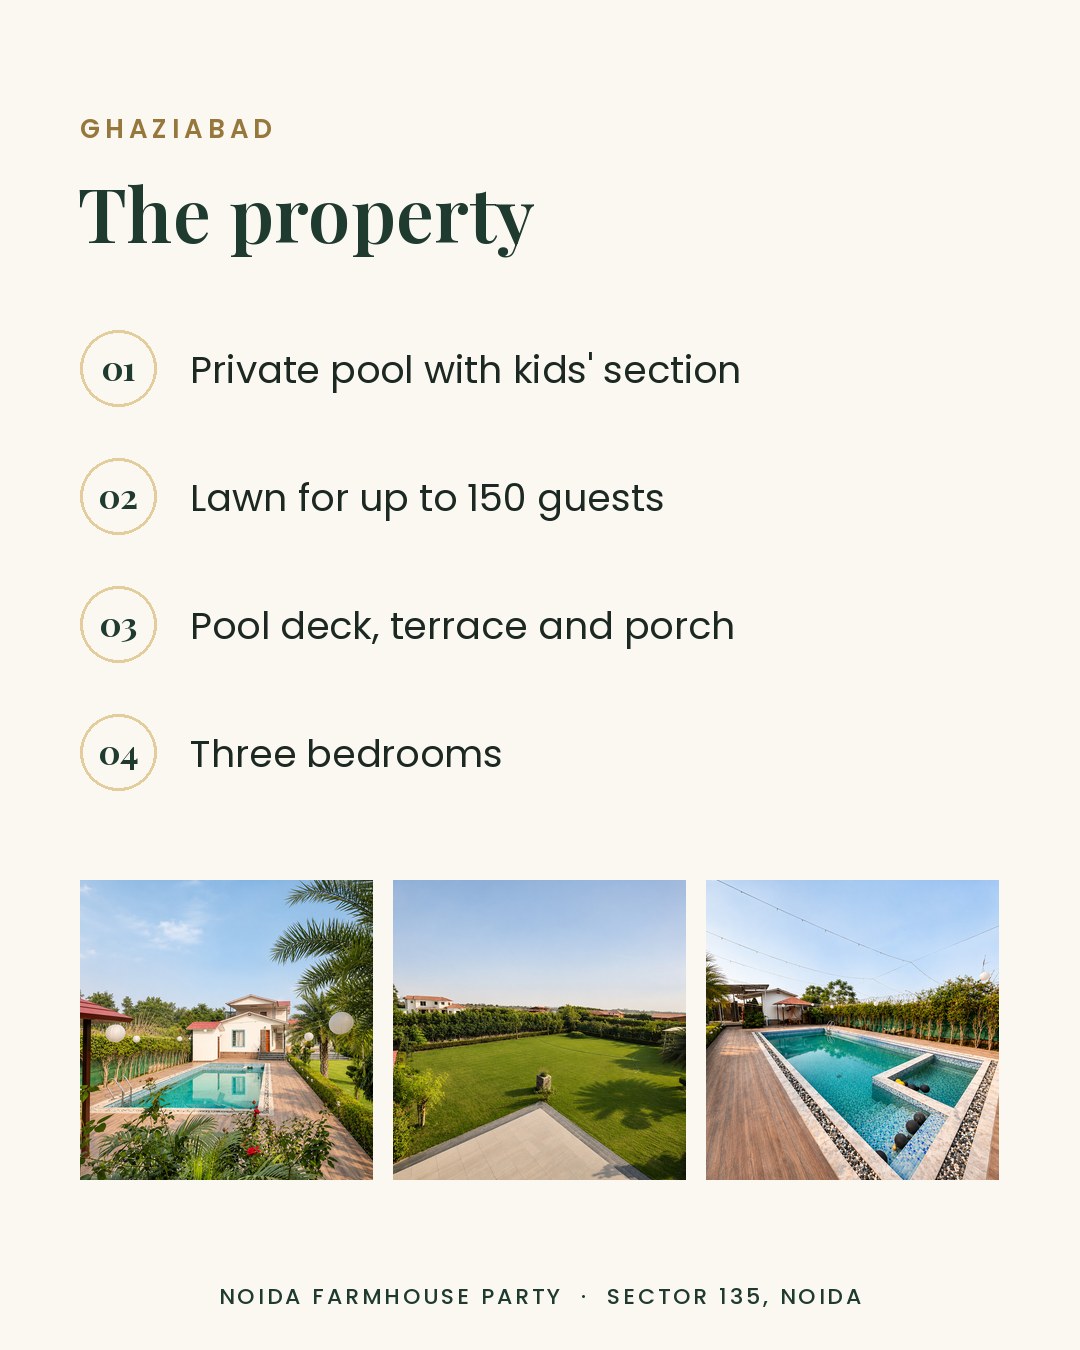 GHAZIABAD
The property
01 Private pool with kids' section
02 Lawn for up to 150 guests
03 Pool deck, terrace and porch
04 Three bedrooms
NOIDA FARMHOUSE PARTY · SECTOR 135, NOIDA